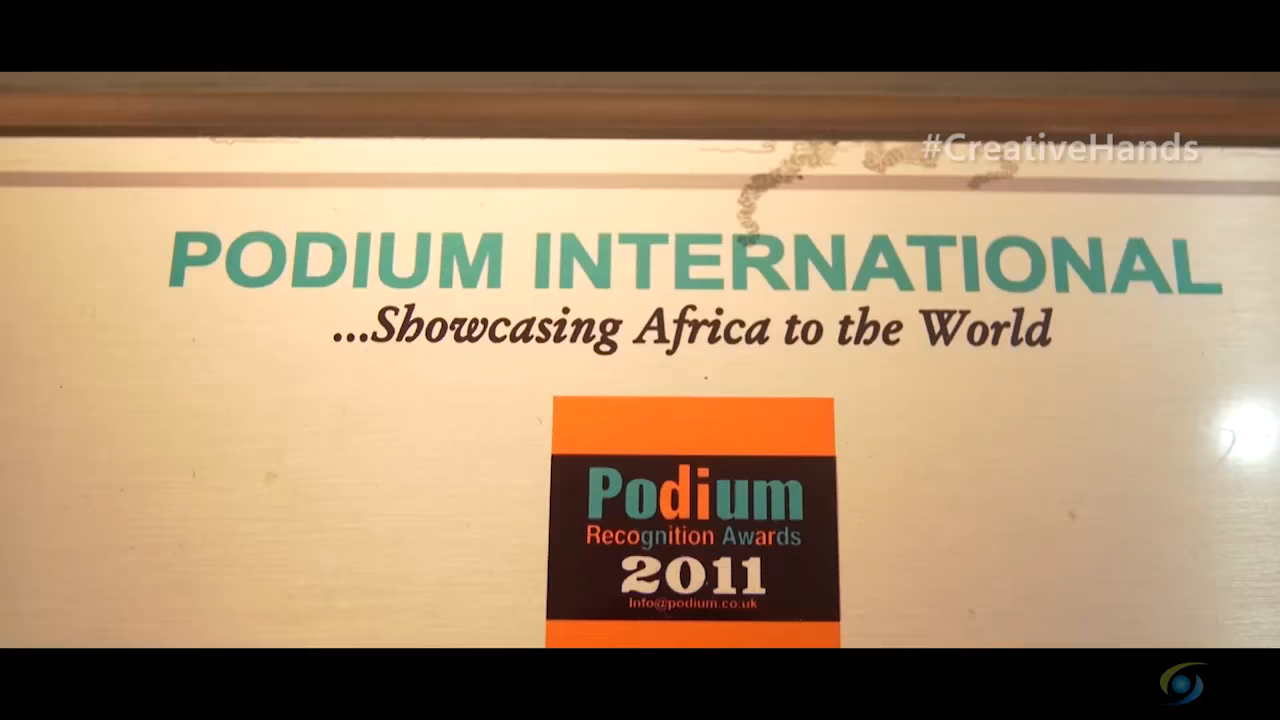 #CreativeHands
PODIUM INTERNATIONAL
...Showcasing Africa to the World
Podium
Recognition Awards
2011
Info@podium.co.uk